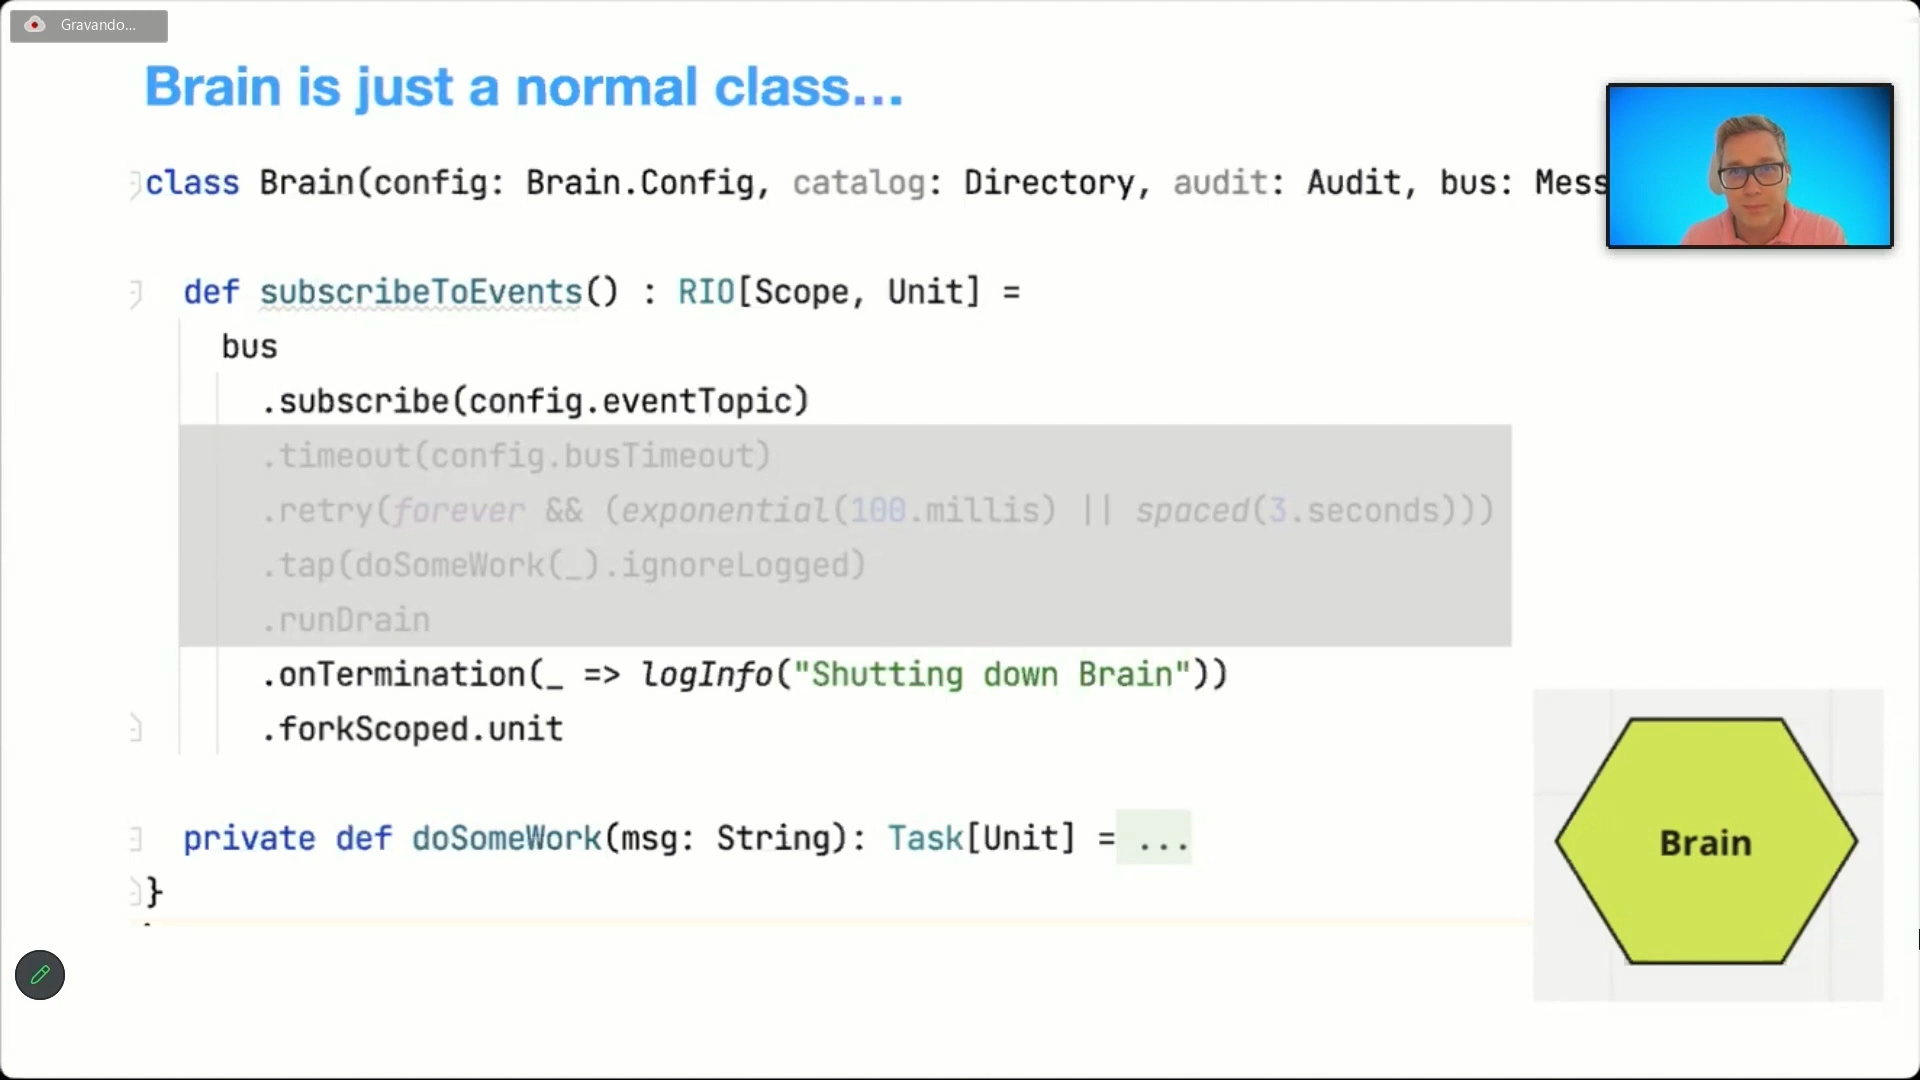 Gravando...
Brain is just a normal class...
class Brain(config: Brain.Config, catalog: Directory, audit: Audit, bus: Mess
def subscribeToEvents() : RIO[Scope, Unit] =
bus
.subscribe(config.eventTopic)
.timeout(config.busTimeout)
.retry(forever && (exponential(100.millis) || spaced(3.seconds)))
.tap(doSomeWork(_).ignoreLogged)
.runDrain
.onTermination(_ => logInfo("Shutting down Brain"))
.forkScoped.unit
private def doSomeWork(msg: String): Task[Unit] = ...
}
Brain